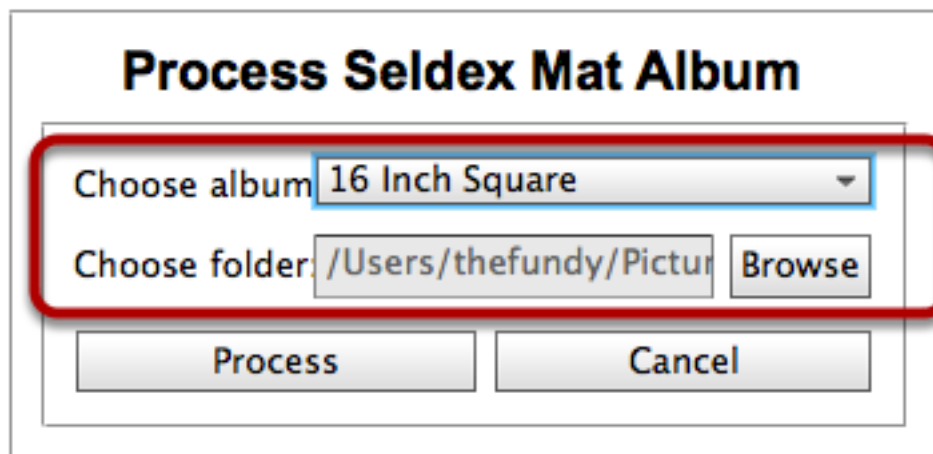 Process Seldex Mat Album
Choose album 16 Inch Square
Choose folder: /Users/thefundy/Pictur Browse
Process Cancel